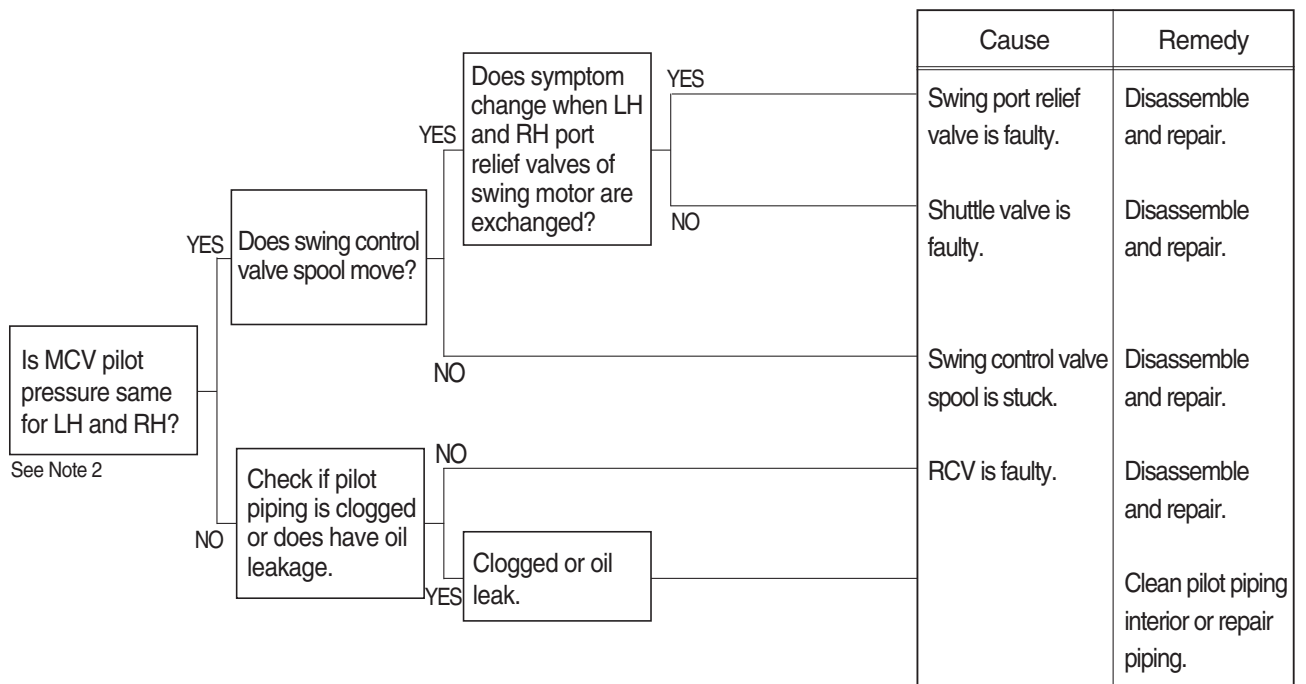 Is MCV pilot
pressure same
for LH and RH?
See Note 2
YES
Does swing control
valve spool move?
YES
Does symptom
change when LH
and RH port
relief valves of
swing motor are
exchanged?
YES
NO
NO
NO
Check if pilot
piping is clogged
or does have oil
leakage.
NO
YES
Clogged or oil
leak.
Cause
Remedy
Swing port relief
valve is faulty.
Disassemble
and repair.
Shuttle valve is
faulty.
Disassemble
and repair.
Swing control valve
spool is stuck.
Disassemble
and repair.
RCV is faulty.
Disassemble
and repair.
Clean pilot piping
interior or repair
piping.